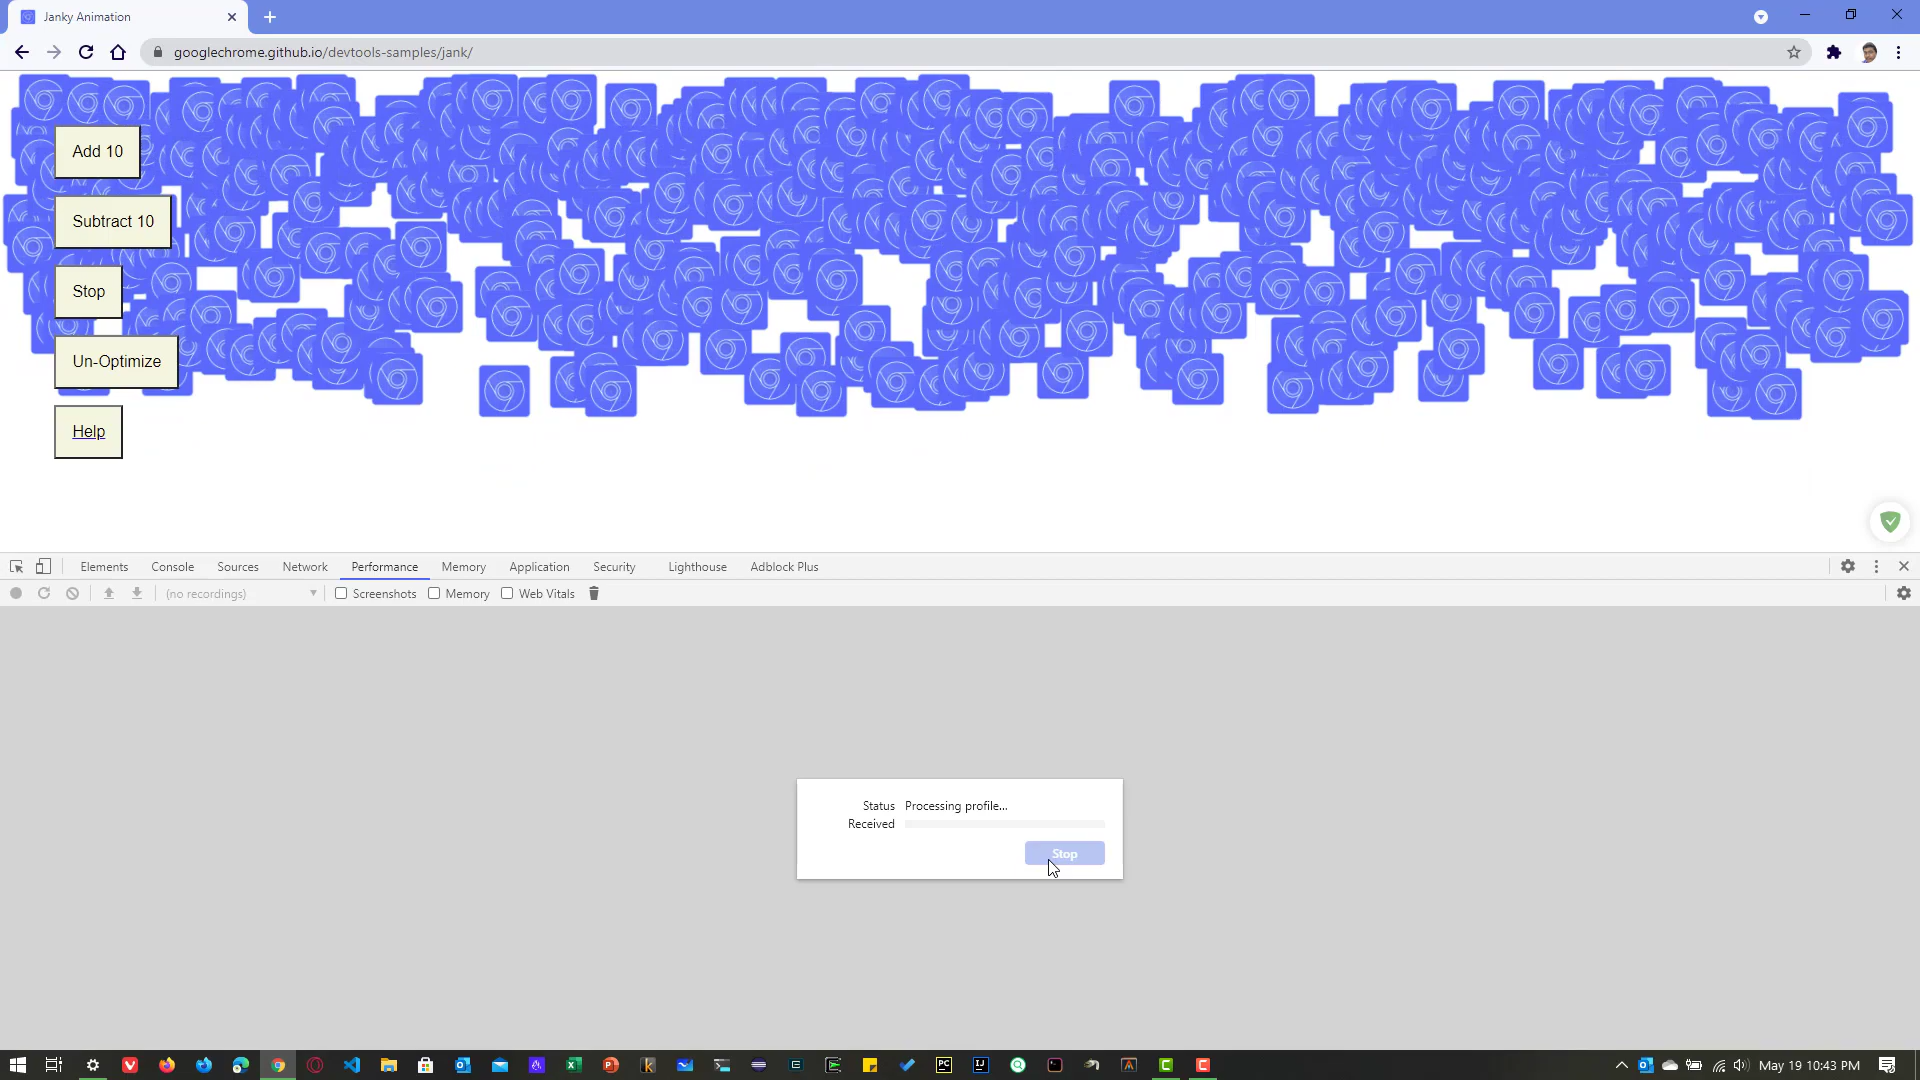 Janky Animation
googlechrome.github.io/devtools-samples/jank/
Add 10
Subtract 10
Stop
Un-Optimize
Help
Elements Console Sources Network Performance Memory Application Security Lighthouse Adblock Plus
(no recordings) Screenshots Memory Web Vitals
Status Processing profile...
Received
Stop
May 19 10:43 PM